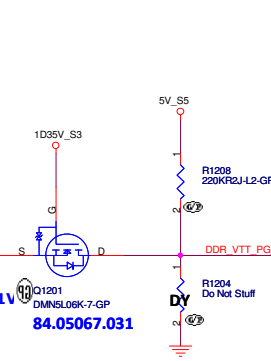 5V_S5
1D35V_S3
1
R1208
220KR2J-L2-GP
G
2
DDR_VTT_PG
S
D
1
R1204
Do Not Stuff
DY
Q1201
DMN5L06K-7-GP
84.05067.031
2